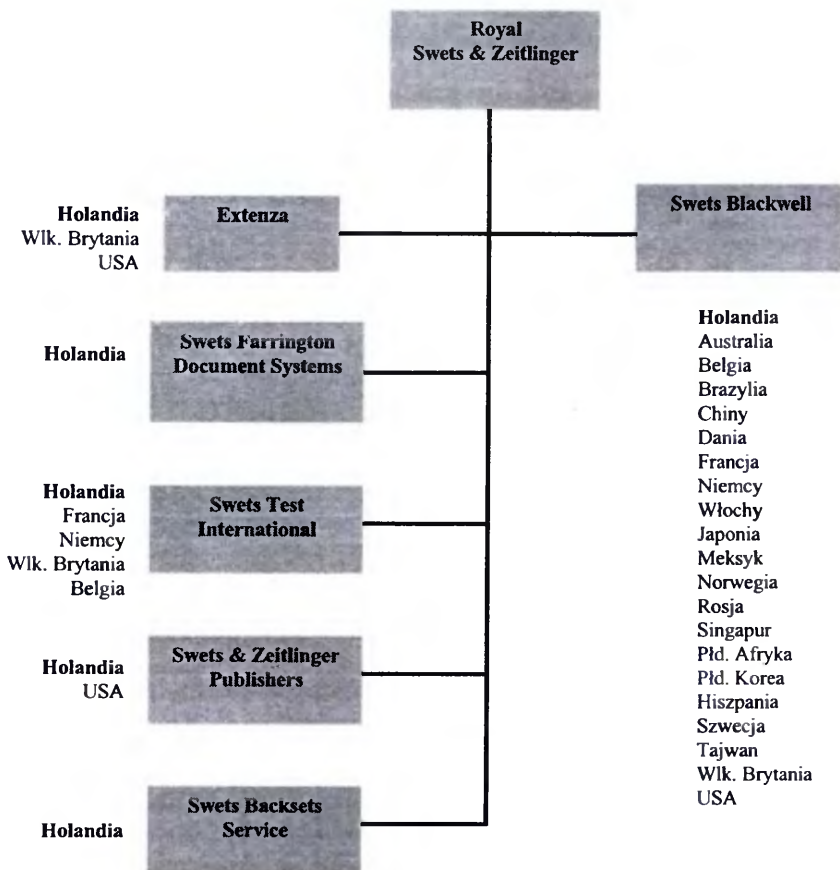 Royal
Swets & Zeitlinger
Holandia
Wlk. Brytania
USA
Extenza
Swets Blackwell
Holandia
Swets Farrington
Document Systems
Holandia
Francja
Niemcy
Wlk. Brytania
Belgia
Swets Test
International
Holandia
USA
Swets & Zeitlinger
Publishers
Holandia
Swets Backsets
Service
Holandia
Australia
Belgia
Brazylia
Chiny
Dania
Francja
Niemcy
Włochy
Japonia
Meksyk
Norwegia
Rosja
Singapur
Płd. Afryka
Płd. Korea
Hiszpania
Szwecja
Tajwan
Wlk. Brytania
USA